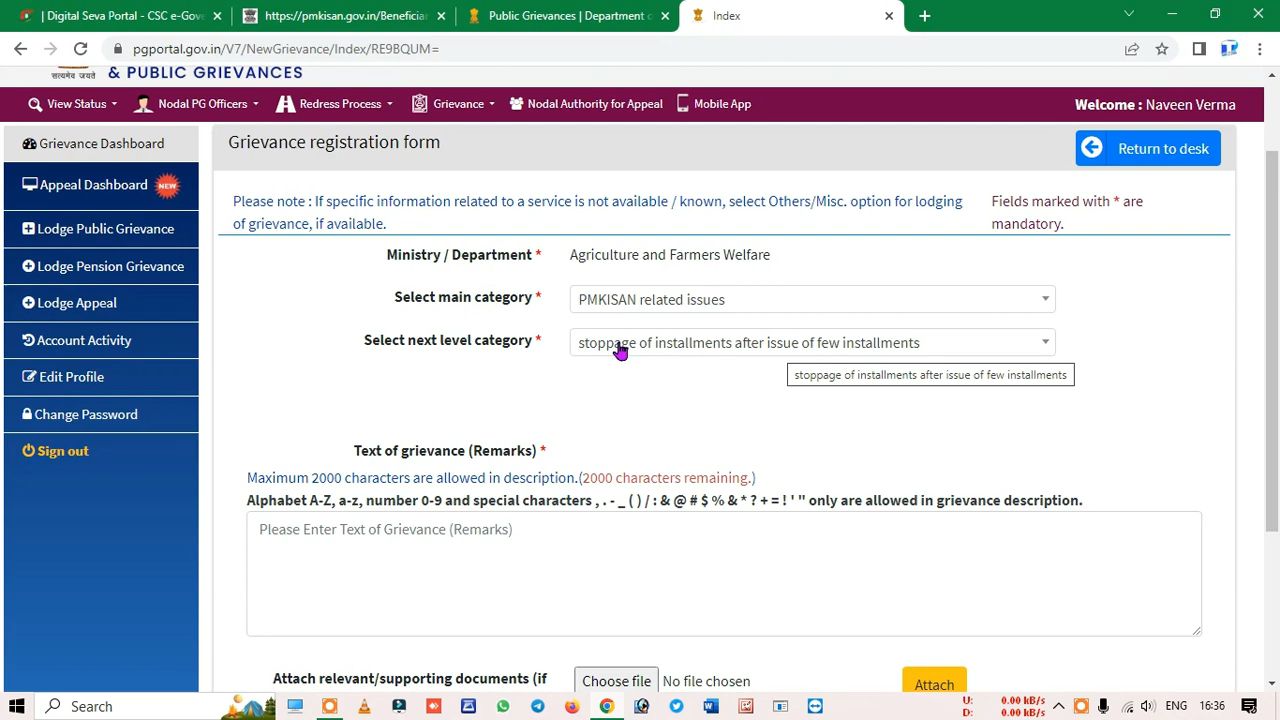 | Digital Seva Portal - CSC e-Gove
https://pmkisan.gov.in/Beneficiar
Public Grievances | Department o
Index
pgportal.gov.in/V7/NewGrievance/Index/RE9BQUM=
सत्यमेव जयते
& PUBLIC GRIEVANCES
View Status
Nodal PG Officers
Redress Process
Grievance
Nodal Authority for Appeal
Mobile App
Welcome : Naveen Verma
Grievance Dashboard
Grievance registration form
Return to desk
Appeal Dashboard NEW
Lodge Public Grievance
Lodge Pension Grievance
Lodge Appeal
Account Activity
Edit Profile
Change Password
Sign out
Please note : If specific information related to a service is not available / known, select Others/Misc. option for lodging
of grievance, if available.
Fields marked with * are
mandatory.
Ministry / Department * Agriculture and Farmers Welfare
Select main category * PMKISAN related issues
Select next level category * stoppage of installments after issue of few installments
stoppage of installments after issue of few installments
Text of grievance (Remarks) *
Maximum 2000 characters are allowed in description.(2000 characters remaining.)
Alphabet A-Z, a-z, number 0-9 and special characters , . - _ ( ) / : & @ # $ % & * ? + = ! ' " only are allowed in grievance description.
Please Enter Text of Grievance (Remarks)
Attach relevant/supporting documents (if
Choose file No file chosen
Attach
Search
U: 0.00 kB/s
D: 0.00 kB/s
ENG
16:36